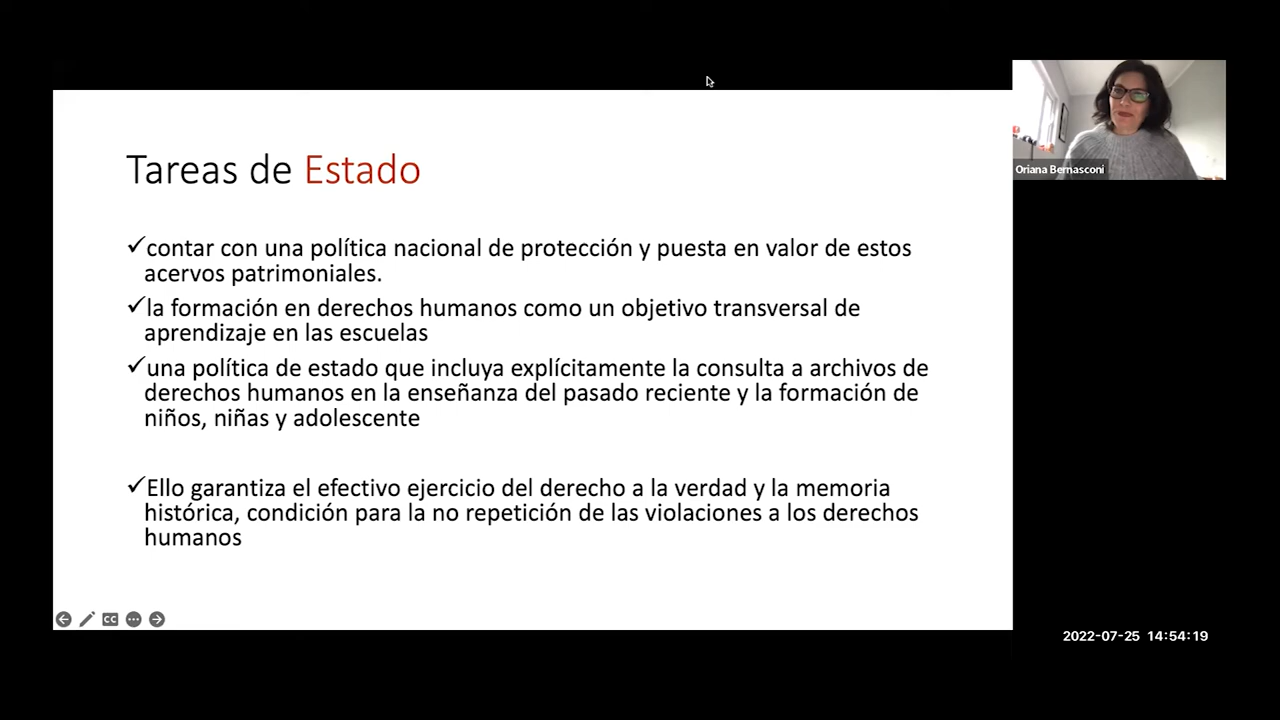 Tareas de Estado
✓contar con una política nacional de protección y puesta en valor de estos
acervos patrimoniales.
✓la formación en derechos humanos como un objetivo transversal de
aprendizaje en las escuelas
✓una política de estado que incluya explícitamente la consulta a archivos de
derechos humanos en la enseñanza del pasado reciente y la formación de
niños, niñas y adolescente
✓Ello garantiza el efectivo ejercicio del derecho a la verdad y la memoria
histórica, condición para la no repetición de las violaciones a los derechos
humanos
CC
Oriana Bernasconi
2022-07-25 14:54:19